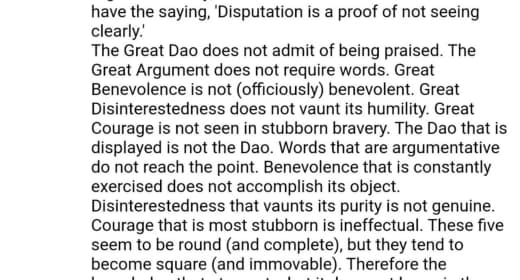 have the saying, 'Disputation is a proof of not seeing
clearly.'
The Great Dao does not admit of being praised. The
Great Argument does not require words. Great
Benevolence is not (officiously) benevolent. Great
Disinterestedness does not vaunt its humility. Great
Courage is not seen in stubborn bravery. The Dao that is
displayed is not the Dao. Words that are argumentative
do not reach the point. Benevolence that is constantly
exercised does not accomplish its object.
Disinterestedness that vaunts its purity is not genuine.
Courage that is most stubborn is ineffectual. These five
seem to be round (and complete), but they tend to
become square (and immovable). Therefore the